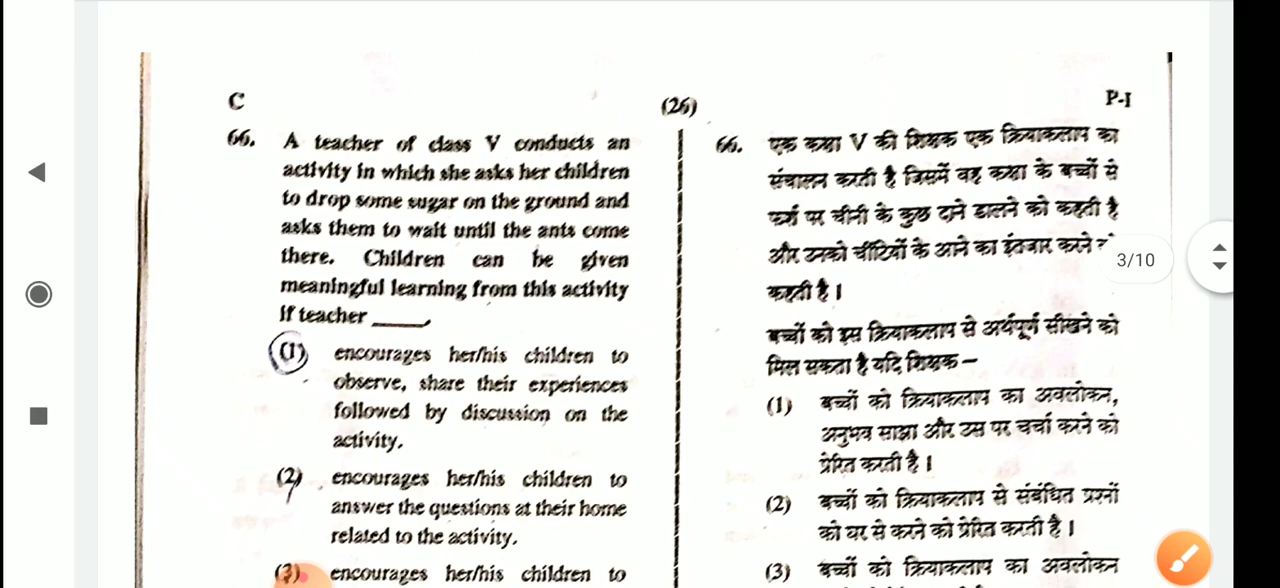 C
(26)
P-I
66. A teacher of class V conducts an
activity in which she asks her children
to drop some sugar on the ground and
asks them to wait until the ants come
there. Children can be given
meaningful learning from this activity
if teacher ____.
(1) encourages her/his children to
observe, share their experiences
followed by discussion on the
activity.
(2) encourages her/his children to
answer the questions at their home
related to the activity.
(3) encourages her/his children to
66. एक कक्षा V की शिक्षक एक क्रियाकलाप का
संचालन करती है जिसमें वह कक्षा के बच्चों से
फर्श पर चीनी के कुछ दाने डालने को कहती है
और उनको चींटियों के आने का इंतजार करने
कहती है।
बच्चों को इस क्रियाकलाप से अर्थपूर्ण सीखने को
मिल सकता है यदि शिक्षक –
(1) बच्चों को क्रियाकलाप का अवलोकन,
अनुभव साझा और उस पर चर्चा करने को
प्रेरित करती है।
(2) बच्चों को क्रियाकलाप से संबंधित प्रश्नों
को घर से करने को प्रेरित करती है।
(3) बच्चों को क्रियाकलाप का अवलोकन
3/10